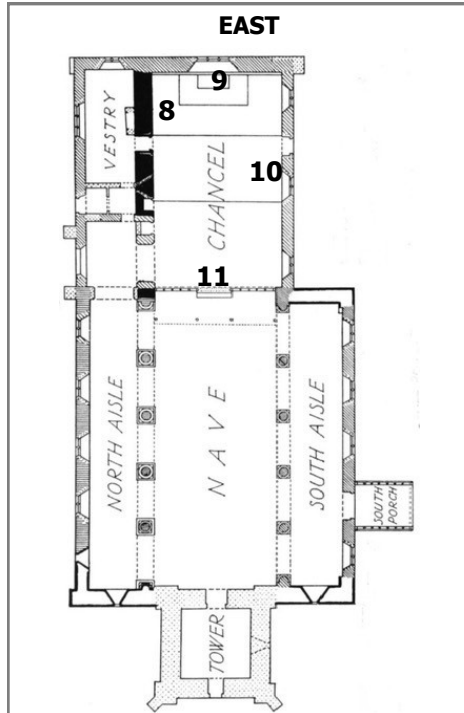 EAST
9
8
VESTRY
10
CHANCEL
11
NORTH AISLE
NAVE
SOUTH AISLE
SOUTH
PORCH
TOWER